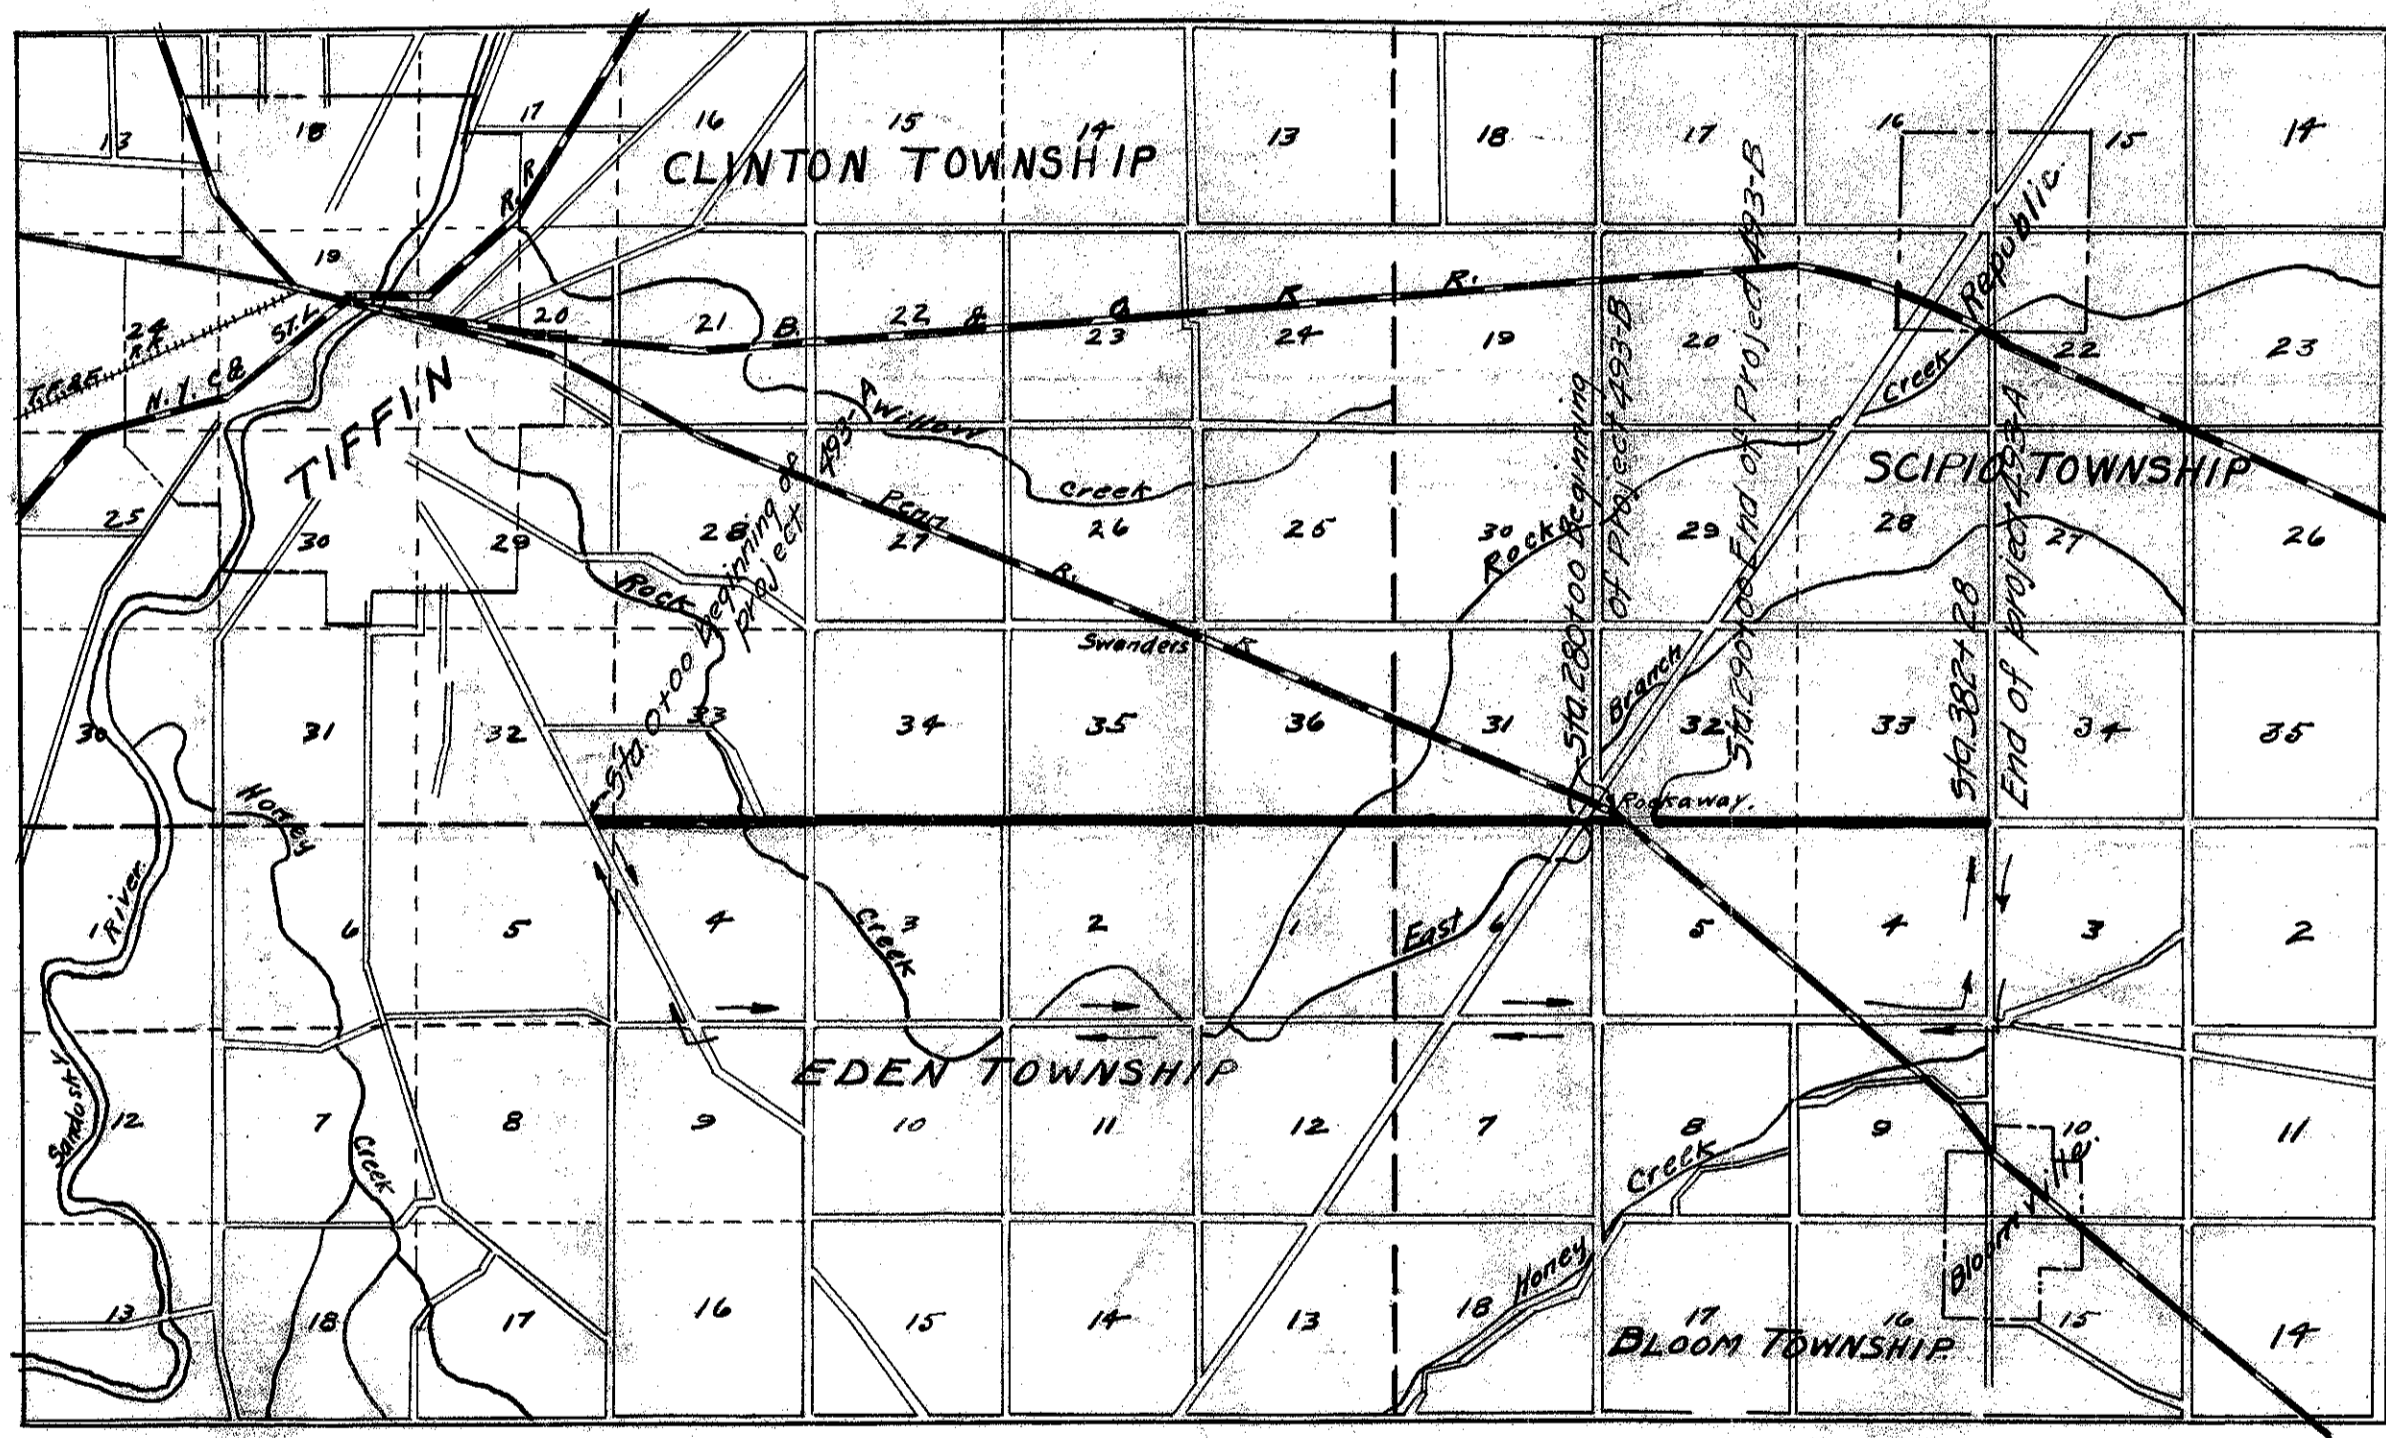 13
18
17
16
15
14
13
18
17
16
15
14
CLINTON TOWNSHIP
R. R.
19
20
21
22
23
24
19
20
22
23
B. & O. R. R.
Republic.
24
T.F. & E. R.R.
N. Y. C. & ST. L.
TIFFIN
Willow
Creek
Creek
SCIPIO TOWNSHIP
25
30
29
28
27
26
25
30
29
28
27
26
Penn
R.
R
Rock
Rock
Swanders
Sta. 0+00 Beginning of
project 493-A
Sta. 280+00 Beginning
of Project 493-B
Sta. 290+00 End of Project 493-B
Sta. 382+28
End of project 493-A
30
31
32
33
34
35
36
31
32
33
34
35
Branch
Rockaway.
Honey
River.
Creek
East
6
5
4
3
2
1
6
5
4
3
2
EDEN TOWNSHIP
Sandusky
12
7
8
9
10
11
12
7
8
9
10
11
Creek
Creek
Honey
Bloomville.
13
18
17
16
15
14
13
18
17
16
15
14
BLOOM TOWNSHIP.